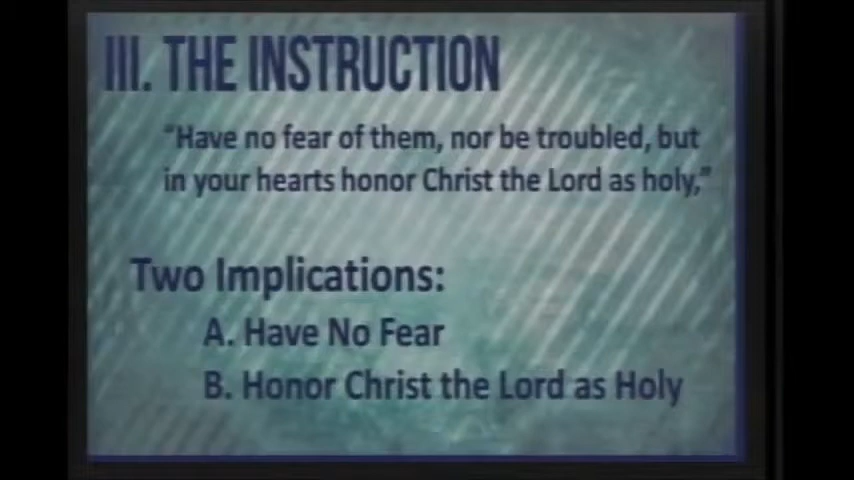 III. THE INSTRUCTION
"Have no fear of them, nor be troubled, but
in your hearts honor Christ the Lord as holy,"
Two Implications:
A. Have No Fear
B. Honor Christ the Lord as Holy